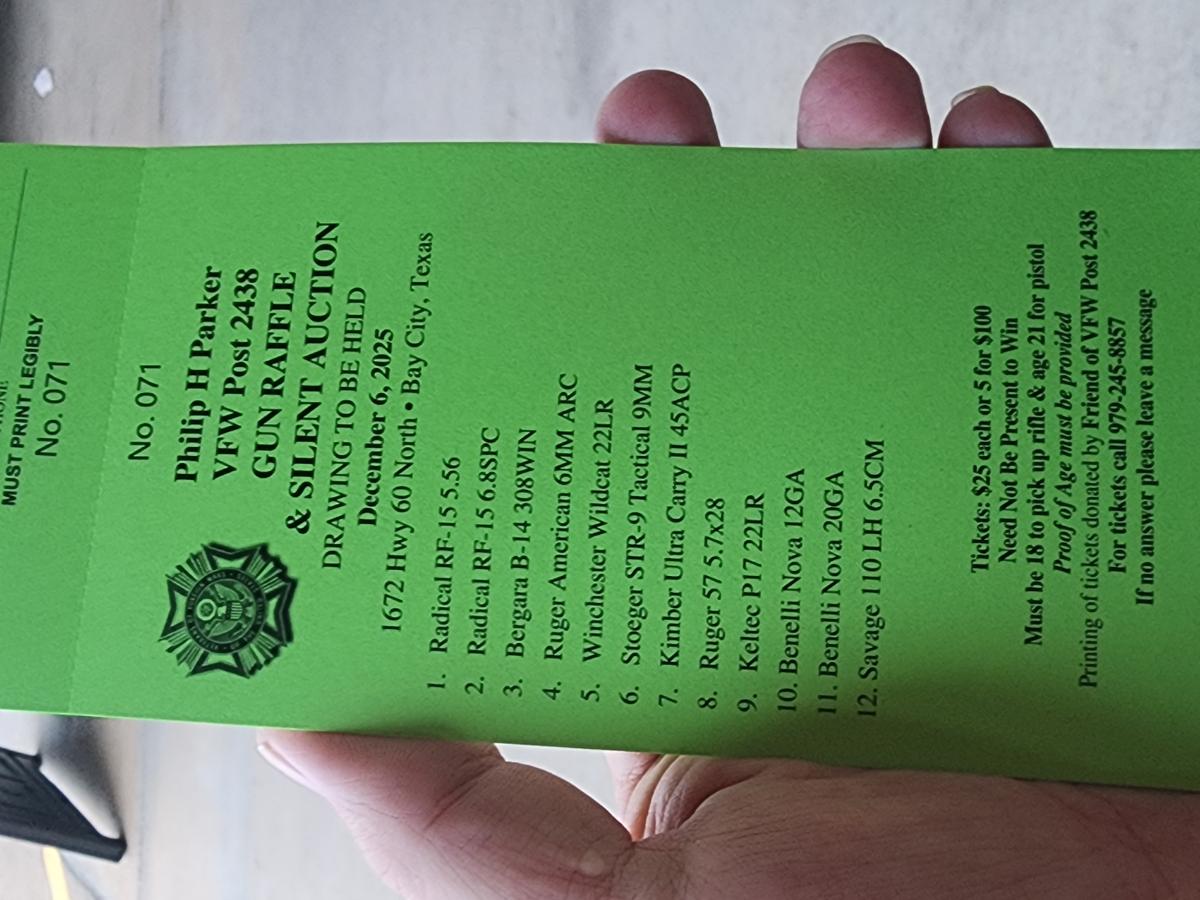 MUST PRINT LEGIBLY
No. 071
No. 071
Philip H Parker
VFW Post 2438
GUN RAFFLE
& SILENT AUCTION
DRAWING TO BE HELD
December 6, 2025
1672 Hwy 60 North • Bay City, Texas
1. Radical RF-15 5.56
2. Radical RF-15 6.8SPC
3. Bergara B-14 308WIN
4. Ruger American 6MM ARC
5. Winchester Wildcat 22LR
6. Stoeger STR-9 Tactical 9MM
7. Kimber Ultra Carry II 45ACP
8. Ruger 57 5.7x28
9. Keltec P17 22LR
10. Benelli Nova 12GA
11. Benelli Nova 20GA
12. Savage 110 LH 6.5CM
Tickets: $25 each or 5 for $100
Need Not Be Present to Win
Must be 18 to pick up rifle & age 21 for pistol
Proof of Age must be provided
Printing of tickets donated by Friend of VFW Post 2438
For tickets call 979-245-8857
If no answer please leave a message